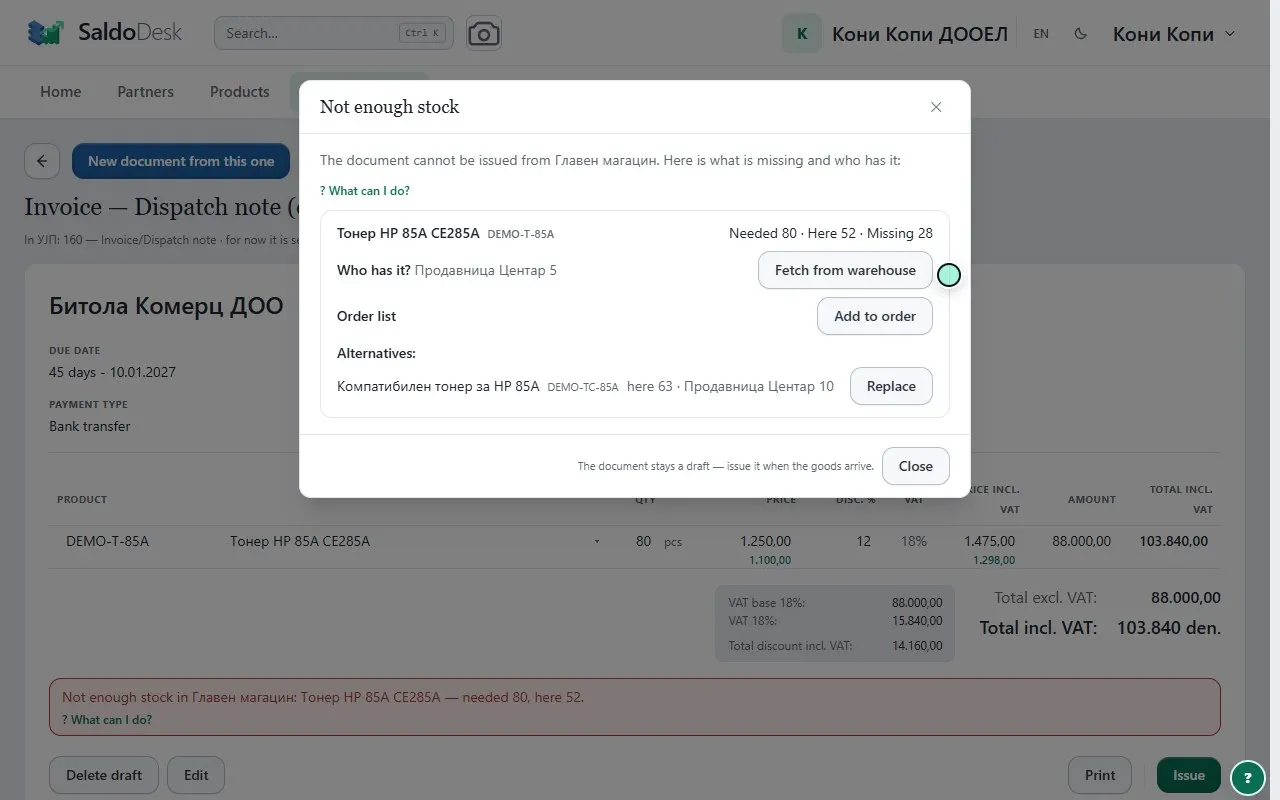 SaldoDesk
Search...
Ctrl K
K
Кони Копи ДООЕЛ
EN
Кони Копи
Home
Partners
Products
New document from this one
Invoice — Dispatch note (
In УЈП: 160 — Invoice/Dispatch note · for now it is
Not enough stock
The document cannot be issued from Главен магацин. Here is what is missing and who has it:
? What can I do?
Тонер HP 85A CE285A DEMO-T-85A
Needed 80 · Here 52 · Missing 28
Who has it? Продавница Центар 5
Fetch from warehouse
Order list
Add to order
Alternatives:
Компатибилен тонер за HP 85A DEMO-TC-85A here 63 · Продавница Центар 10
Replace
The document stays a draft — issue it when the goods arrive.
Close
Битола Комерц ДОО
DUE DATE
45 days - 10.01.2027
PAYMENT TYPE
Bank transfer
PRODUCT QTY PRICE DISC. % VAT ICE INCL. VAT AMOUNT TOTAL INCL. VAT
DEMO-T-85A Тонер HP 85A CE285A 80 pcs 1.250,00 12 18% 1.475,00 88.000,00 103.840,00
1.100,00 1.298,00
VAT base 18%: 88.000,00
VAT 18%: 15.840,00
Total discount incl. VAT: 14.160,00
Total excl. VAT: 88.000,00
Total incl. VAT: 103.840 den.
Not enough stock in Главен магацин: Тонер HP 85A CE285A — needed 80, here 52.
? What can I do?
Delete draft
Edit
Print
Issue
?